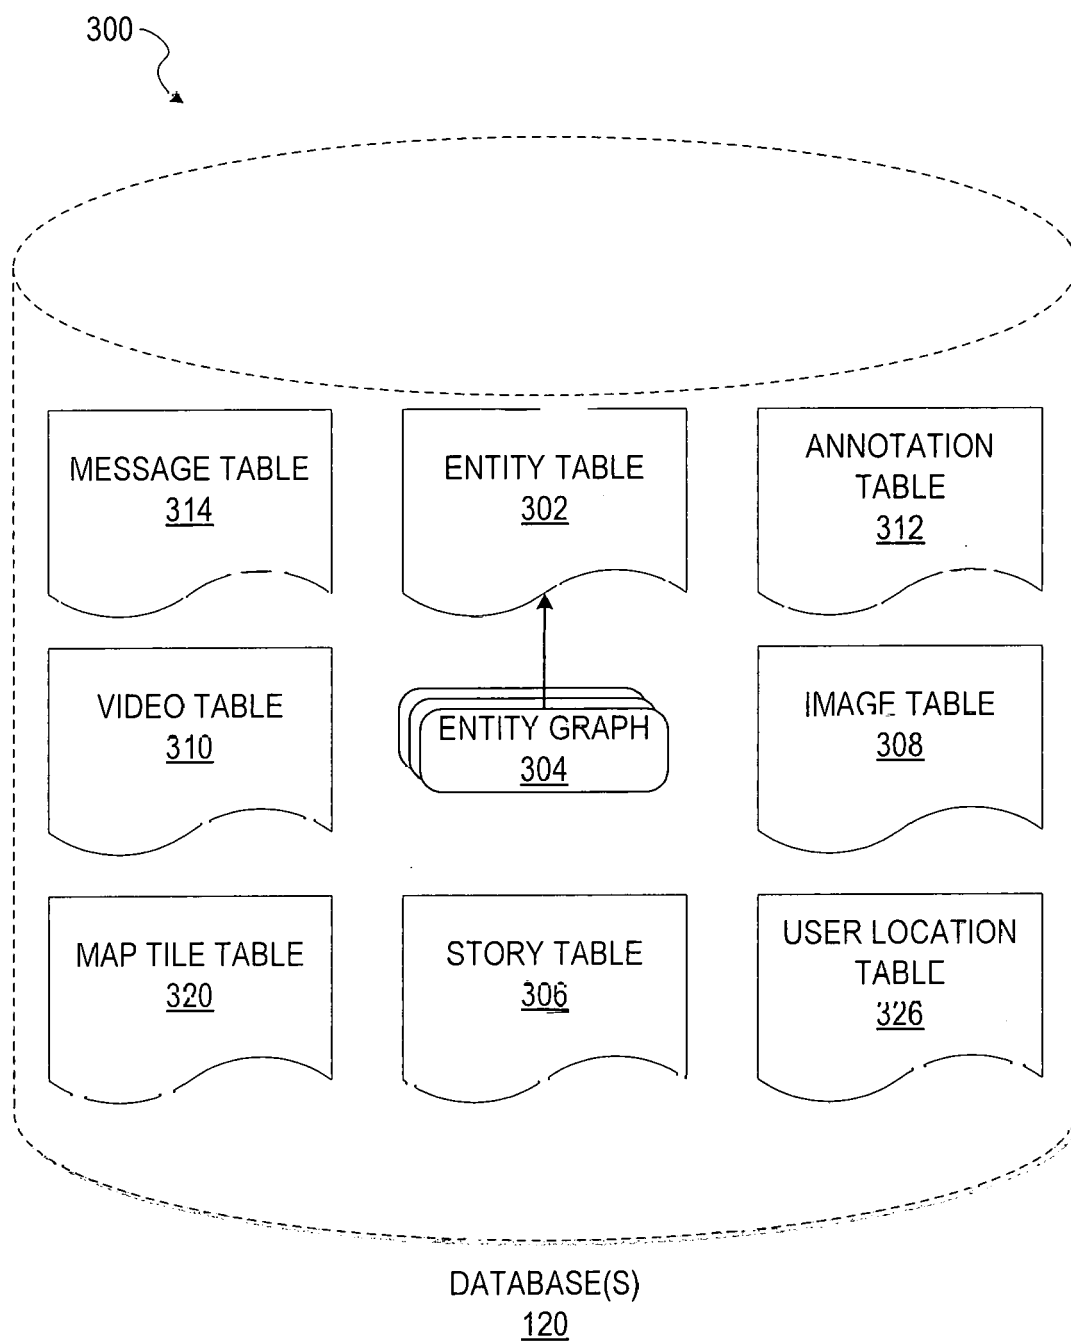 300
MESSAGE TABLE
314
ENTITY TABLE
302
ANNOTATION
TABLE
312
VIDEO TABLE
310
ENTITY GRAPH
304
IMAGE TABLE
308
MAP TILE TABLE
320
STORY TABLE
306
USER LOCATION
TABLE
326
DATABASE(S)
120